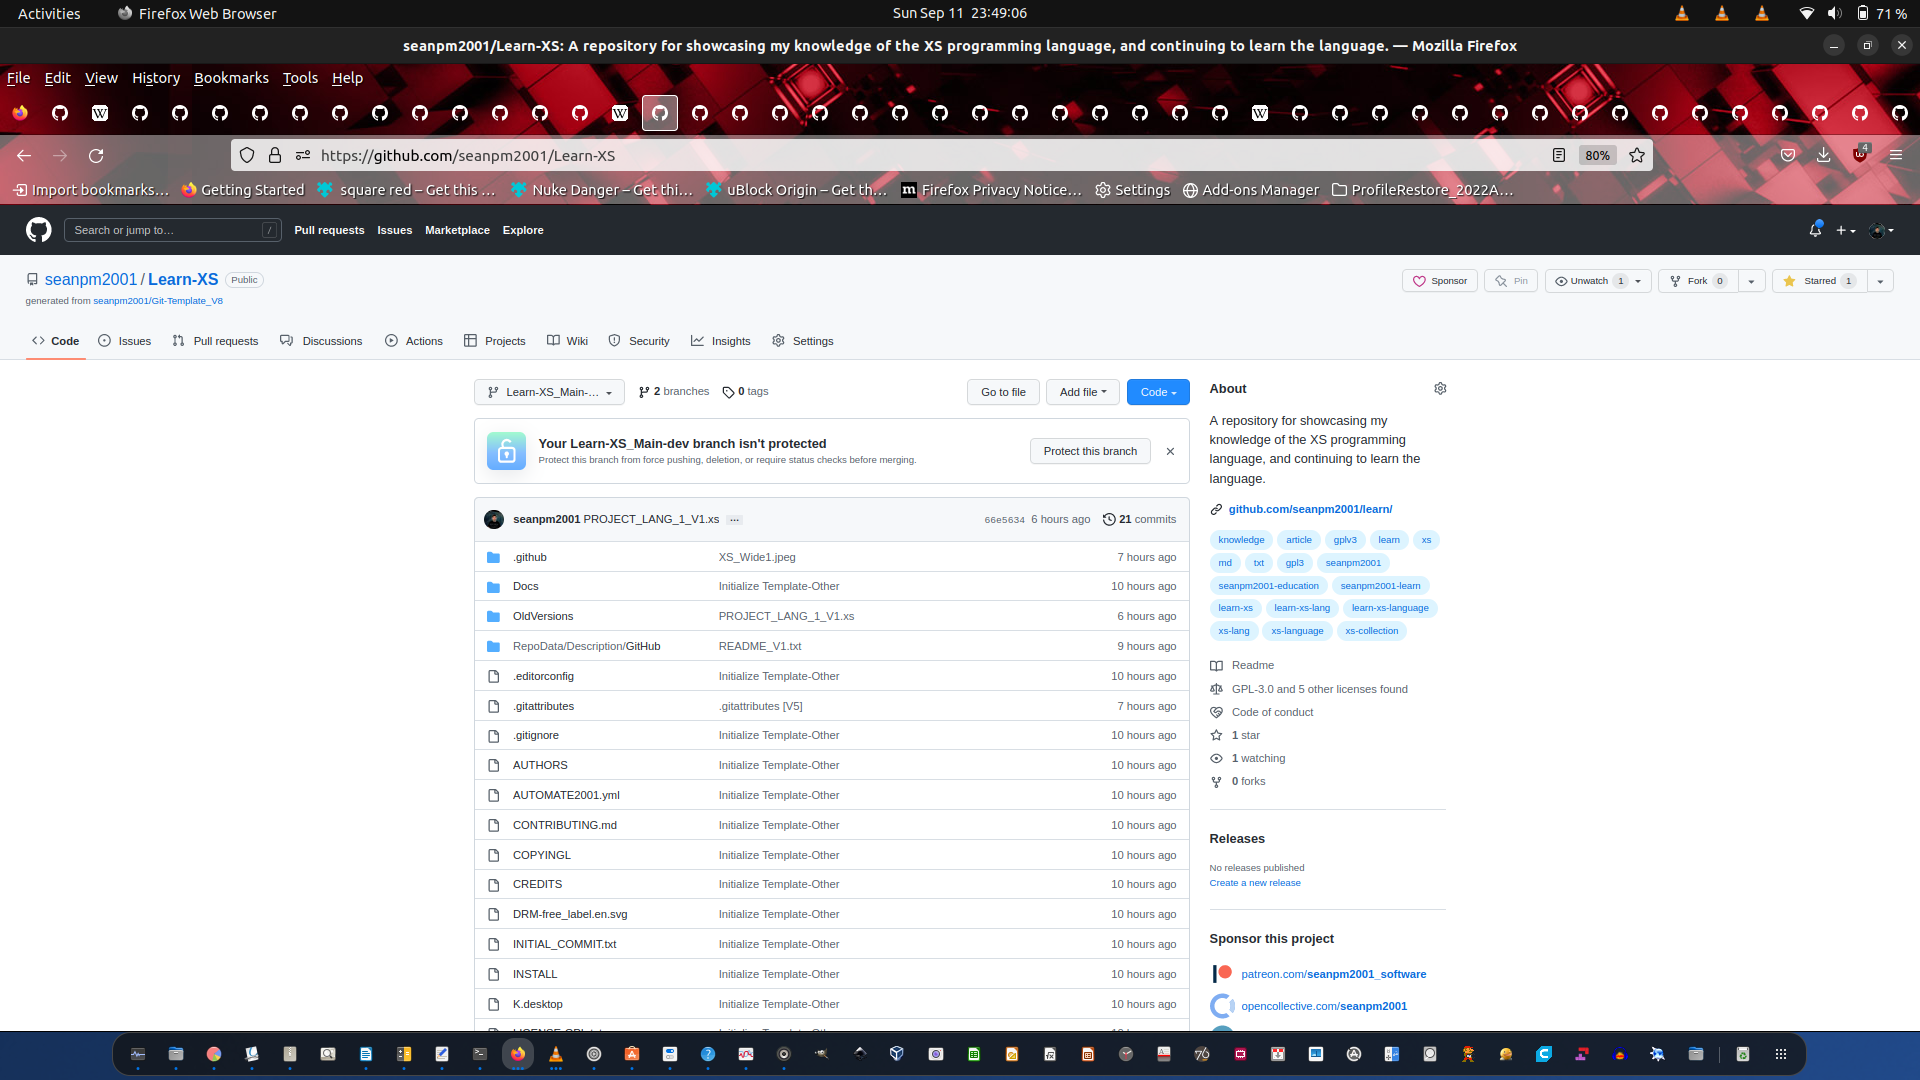 Activities
Firefox Web Browser
Sun Sep 11 23:49:06
71 %
seanpm2001/Learn-XS: A repository for showcasing my knowledge of the XS programming language, and continuing to learn the language. — Mozilla Firefox
File Edit View History Bookmarks Tools Help
https://github.com/seanpm2001/Learn-XS
80%
4
Import bookmarks… Getting Started square red – Get this … Nuke Danger – Get thi… uBlock Origin – Get th… Firefox Privacy Notice… Settings Add-ons Manager ProfileRestore_2022A…
Search or jump to… /
Pull requests Issues Marketplace Explore
seanpm2001 / Learn-XS Public
Sponsor Pin Unwatch 1 Fork 0 Starred 1
generated from seanpm2001/Git-Template_V8
Code Issues Pull requests Discussions Actions Projects Wiki Security Insights Settings
Learn-XS_Main-… 2 branches 0 tags Go to file Add file Code
Your Learn-XS_Main-dev branch isn't protected
Protect this branch from force pushing, deletion, or require status checks before merging.
Protect this branch
seanpm2001 PROJECT_LANG_1_V1.xs … 66e5634 6 hours ago 21 commits
.github XS_Wide1.jpeg 7 hours ago
Docs Initialize Template-Other 10 hours ago
OldVersions PROJECT_LANG_1_V1.xs 6 hours ago
RepoData/Description/GitHub README_V1.txt 9 hours ago
.editorconfig Initialize Template-Other 10 hours ago
.gitattributes .gitattributes [V5] 7 hours ago
.gitignore Initialize Template-Other 10 hours ago
AUTHORS Initialize Template-Other 10 hours ago
AUTOMATE2001.yml Initialize Template-Other 10 hours ago
CONTRIBUTING.md Initialize Template-Other 10 hours ago
COPYINGL Initialize Template-Other 10 hours ago
CREDITS Initialize Template-Other 10 hours ago
DRM-free_label.en.svg Initialize Template-Other 10 hours ago
INITIAL_COMMIT.txt Initialize Template-Other 10 hours ago
INSTALL Initialize Template-Other 10 hours ago
K.desktop Initialize Template-Other 10 hours ago
About
A repository for showcasing my
knowledge of the XS programming
language, and continuing to learn the
language.
github.com/seanpm2001/learn/
knowledge article gplv3 learn xs
md txt gpl3 seanpm2001
seanpm2001-education seanpm2001-learn
learn-xs learn-xs-lang learn-xs-language
xs-lang xs-language xs-collection
Readme
GPL-3.0 and 5 other licenses found
Code of conduct
1 star
1 watching
0 forks
Releases
No releases published
Create a new release
Sponsor this project
patreon.com/seanpm2001_software
opencollective.com/seanpm2001